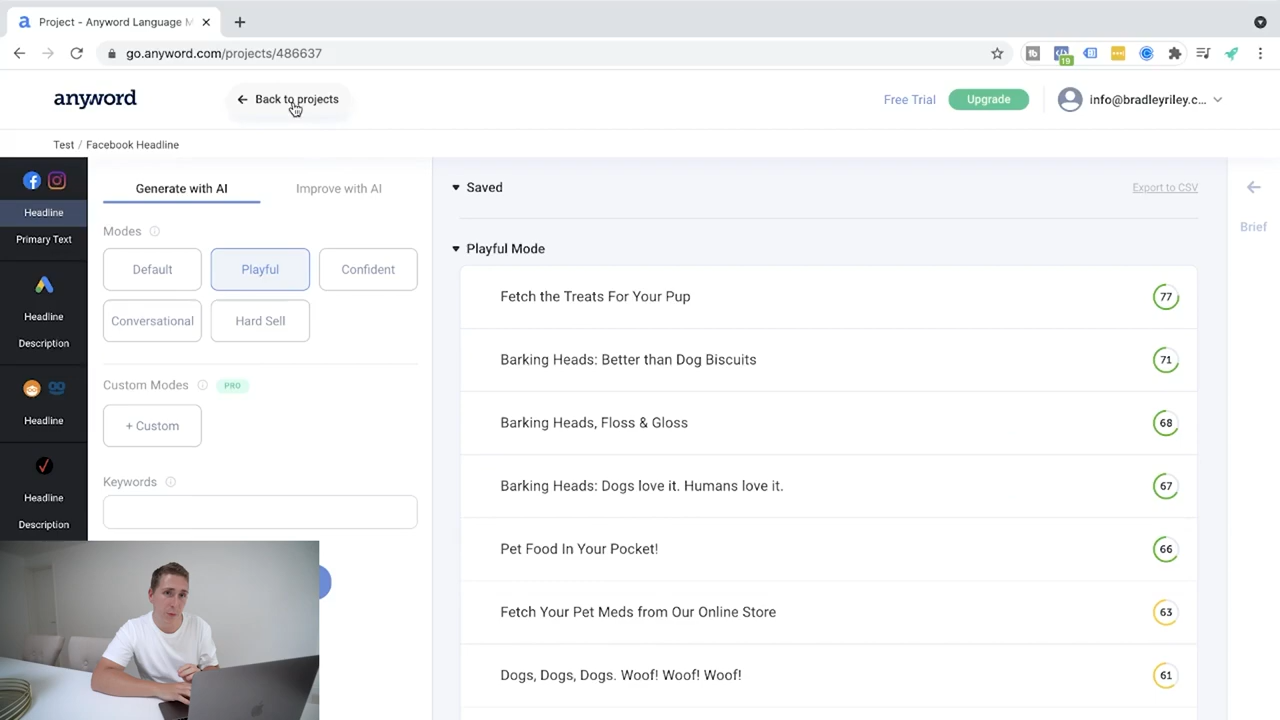 Project - Anyword Language M
go.anyword.com/projects/486637
19
anyword
Back to projects
Free Trial
Upgrade
info@bradleyriley.c...
Test / Facebook Headline
Headline
Primary Text
Headline
Description
Headline
Headline
Description
Generate with AI
Improve with AI
Modes
Default
Playful
Confident
Conversational
Hard Sell
Custom Modes
PRO
+ Custom
Keywords
Saved
Export to CSV
Playful Mode
Fetch the Treats For Your Pup
77
Barking Heads: Better than Dog Biscuits
71
Barking Heads, Floss & Gloss
68
Barking Heads: Dogs love it. Humans love it.
67
Pet Food In Your Pocket!
66
Fetch Your Pet Meds from Our Online Store
63
Dogs, Dogs, Dogs. Woof! Woof! Woof!
61
Brief